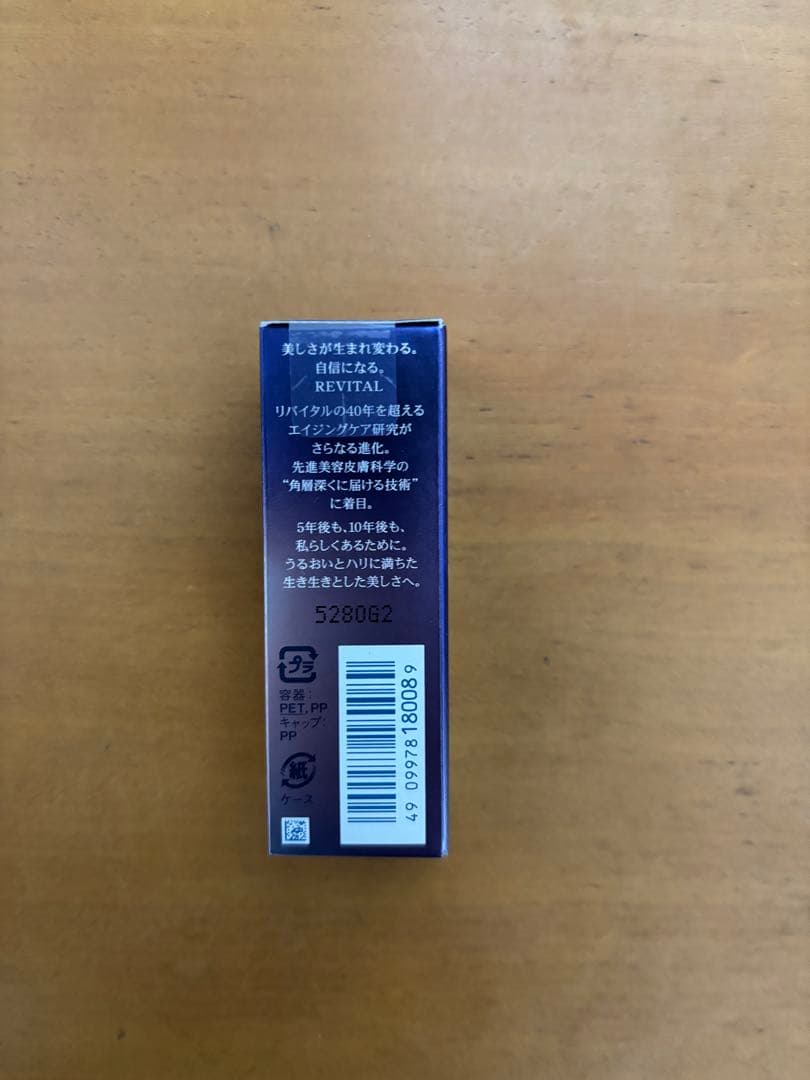 美しさが生まれ変わる。
自信になる。
REVITAL
リバイタルの40年を超える
エイジングケア研究が
さらなる進化。
先進美容皮膚科学の
“角層深くに届ける技術”
に着目。
5年後も、10年後も、
私らしくあるために。
うるおいとハリに満ちた
生き生きとした美しさへ。
5280G2
プラ
容器:
PET, PP
キャップ:
PP
紙
ケース
49 09978 180089